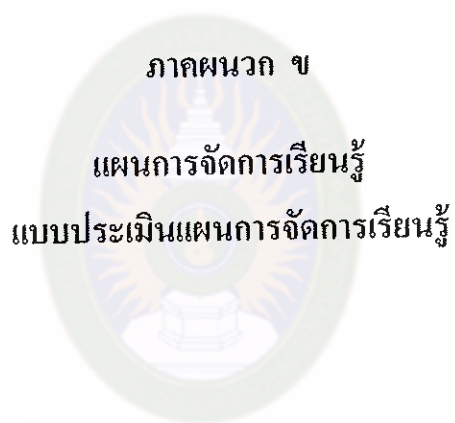 ภาคผนวก ข
แผนการจัดการเรียนรู้
แบบประเมินแผนการจัดการเรียนรู้